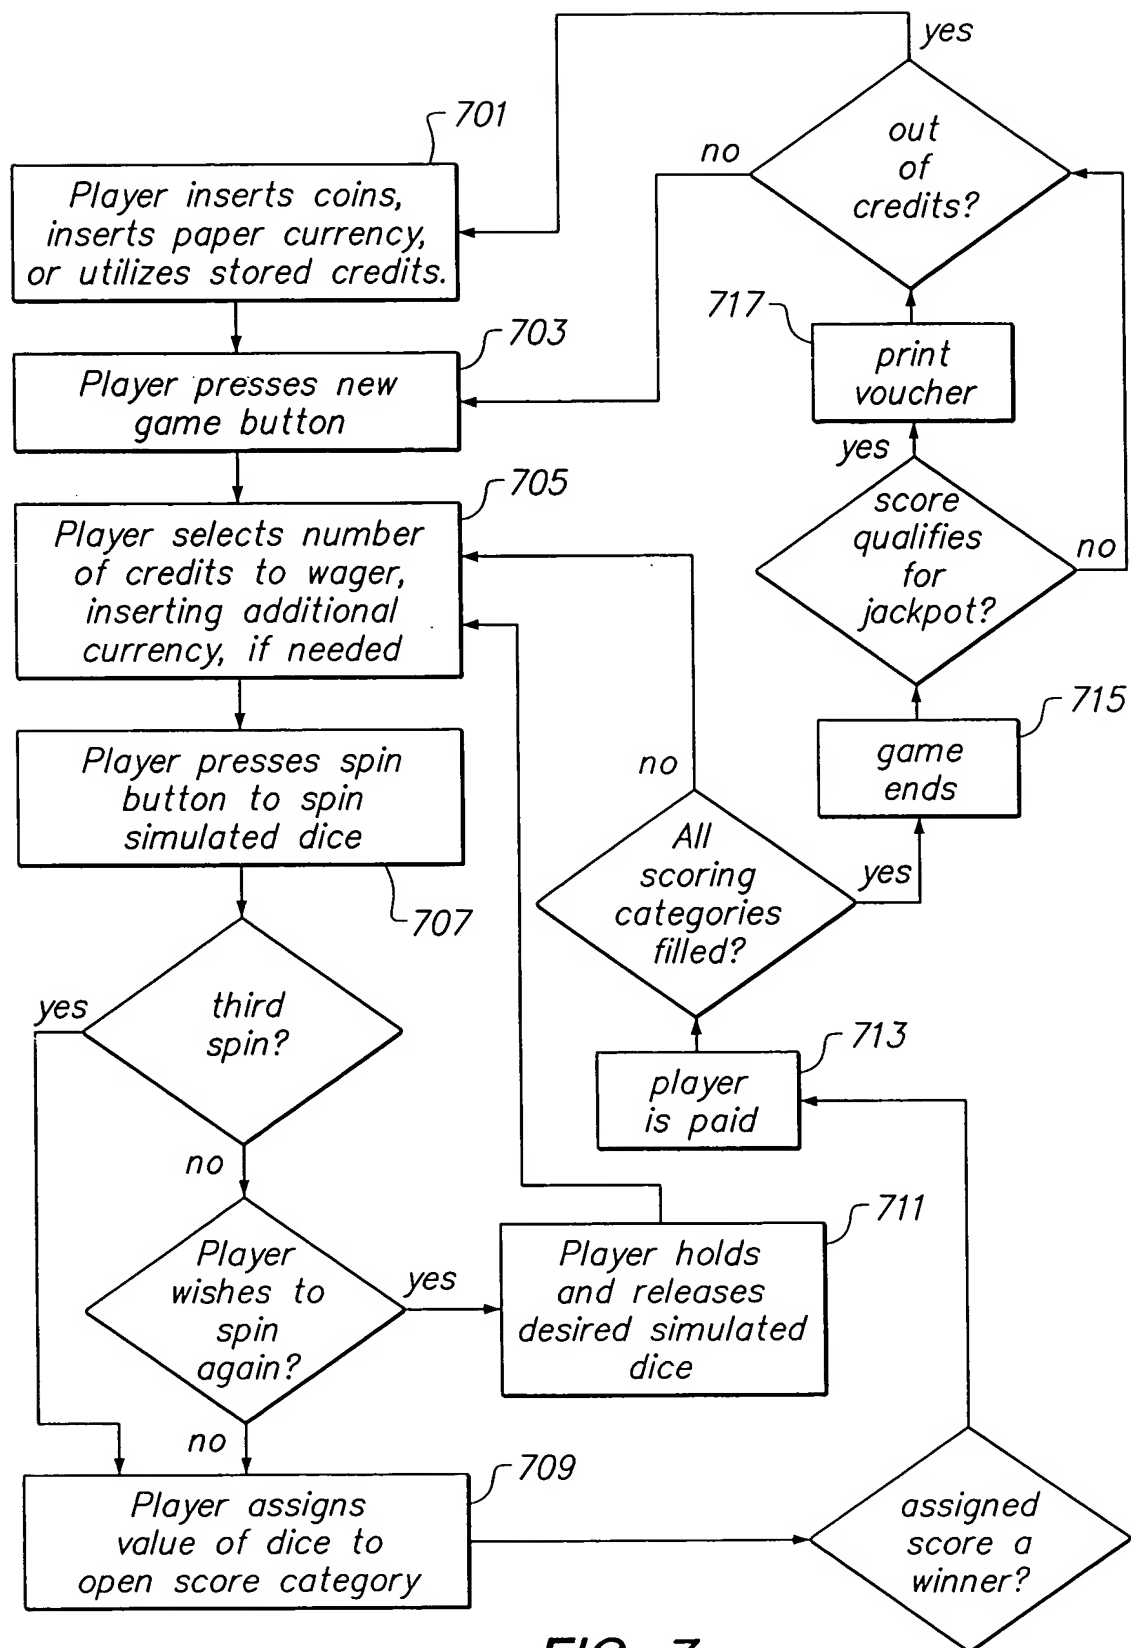 yes
701
out
of
credits?
no
Player inserts coins,
inserts paper currency,
or utilizes stored credits.
717
703
print
voucher
Player presses new
game button
yes
705
score
qualifies
for
jackpot?
no
Player selects number
of credits to wager,
inserting additional
currency, if needed
715
game
ends
no
Player presses spin
button to spin
simulated dice
All
scoring
categories
filled?
yes
707
yes
third
spin?
713
player
is paid
no
711
Player
wishes to
spin
again?
yes
Player holds
and releases
desired simulated
dice
no
709
Player assigns
value of dice to
open score category
assigned
score a
winner?